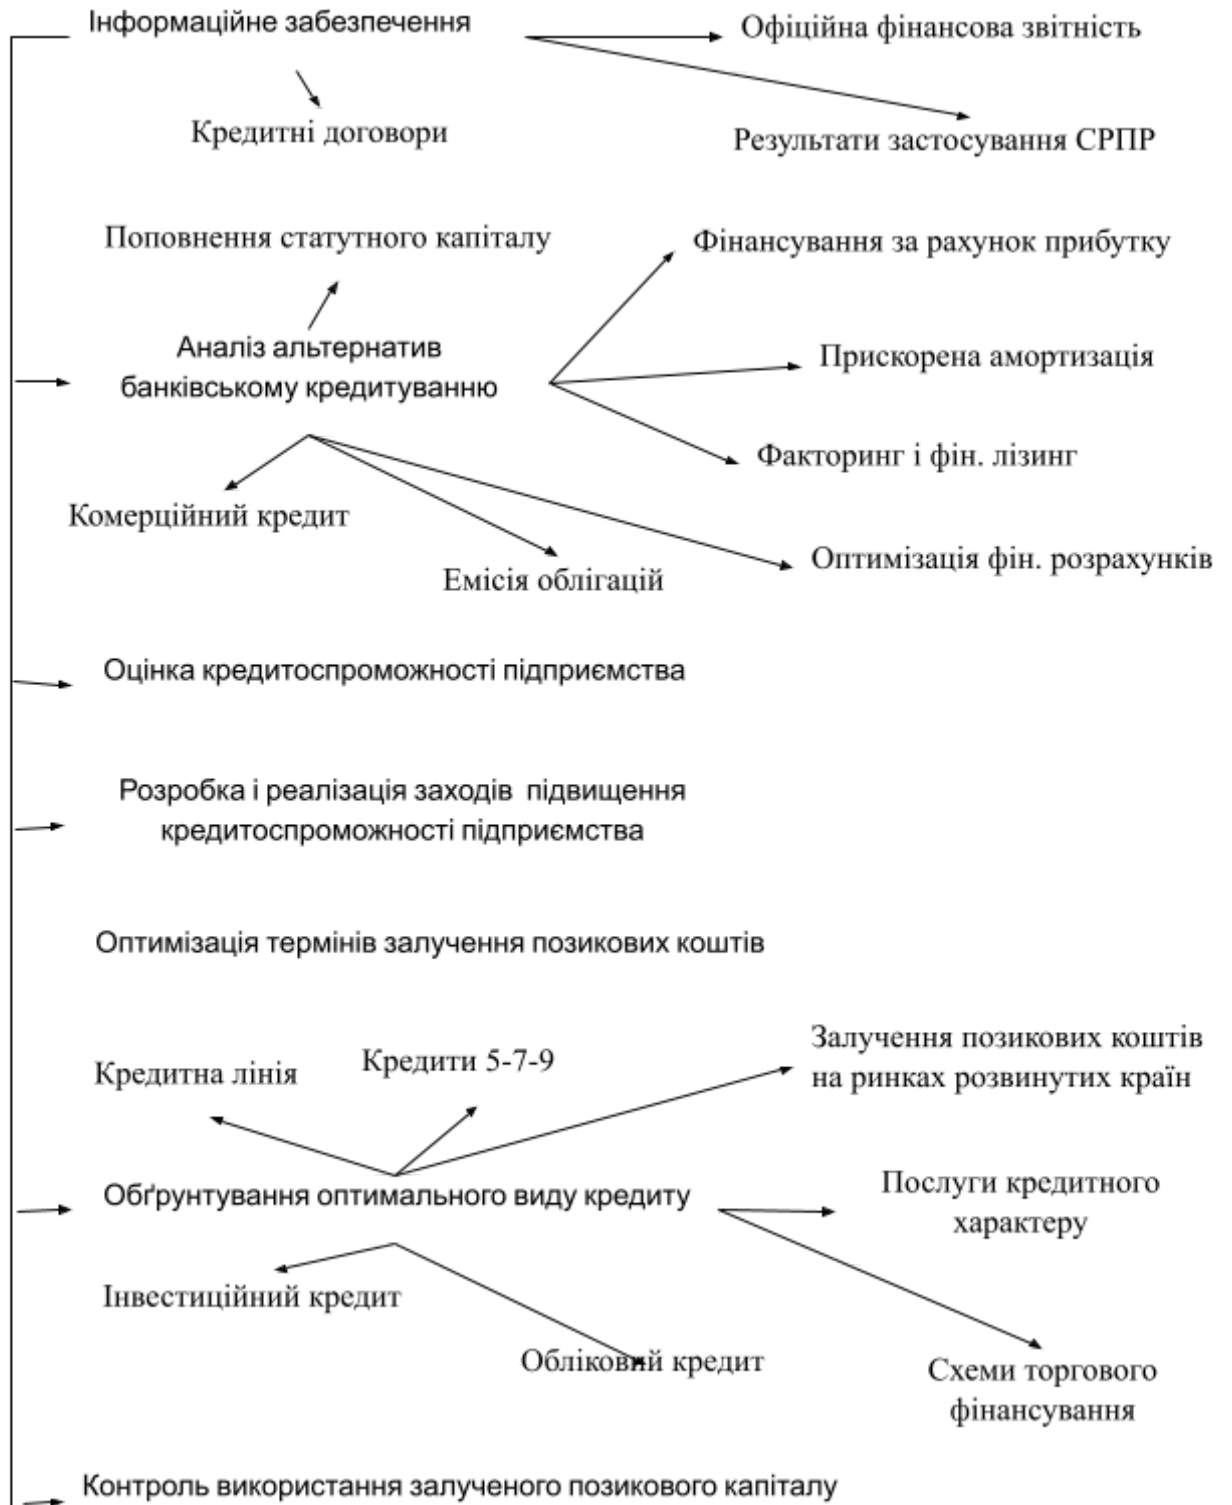 Інформаційне забезпечення
Офіційна фінансова звітність
Кредитні договори
Результати застосування СРПР
Поповнення статутного капіталу
Фінансування за рахунок прибутку
Аналіз альтернатив
банківському кредитуванню
Прискорена амортизація
Факторинг і фін. лізинг
Комерційний кредит
Емісія облігацій
Оптимізація фін. розрахунків
Оцінка кредитоспроможності підприємства
Розробка і реалізація заходів підвищення
кредитоспроможності підприємства
Оптимізація термінів залучення позикових коштів
Кредитна лінія
Кредити 5-7-9
Залучення позикових коштів
на ринках розвинутих країн
Обґрунтування оптимального виду кредиту
Послуги кредитного
характеру
Інвестиційний кредит
Обліковий кредит
Схеми торгового
фінансування
Контроль використання залученого позикового капіталу